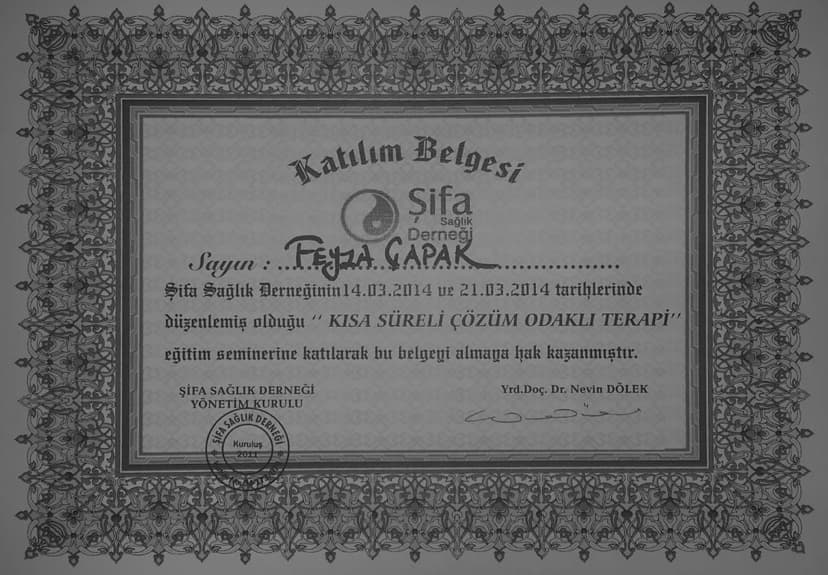 Katılım Belgesi
Şifa
Sağlık
Derneği
Sayın : FEYZA ÇAPAK
Şifa Sağlık Derneğinin 14.03.2014 ve 21.03.2014 tarihlerinde
düzenlemiş olduğu '' KISA SÜRELİ ÇÖZÜM ODAKLI TERAPİ''
eğitim seminerine katılarak bu belgeyi almaya hak kazanmıştır.
ŞİFA SAĞLIK DERNEĞİ
YÖNETİM KURULU
Yrd.Doç. Dr. Nevin DÖLEK
ŞİFA SAĞLIK DERNEĞİ
Kuruluş
2011